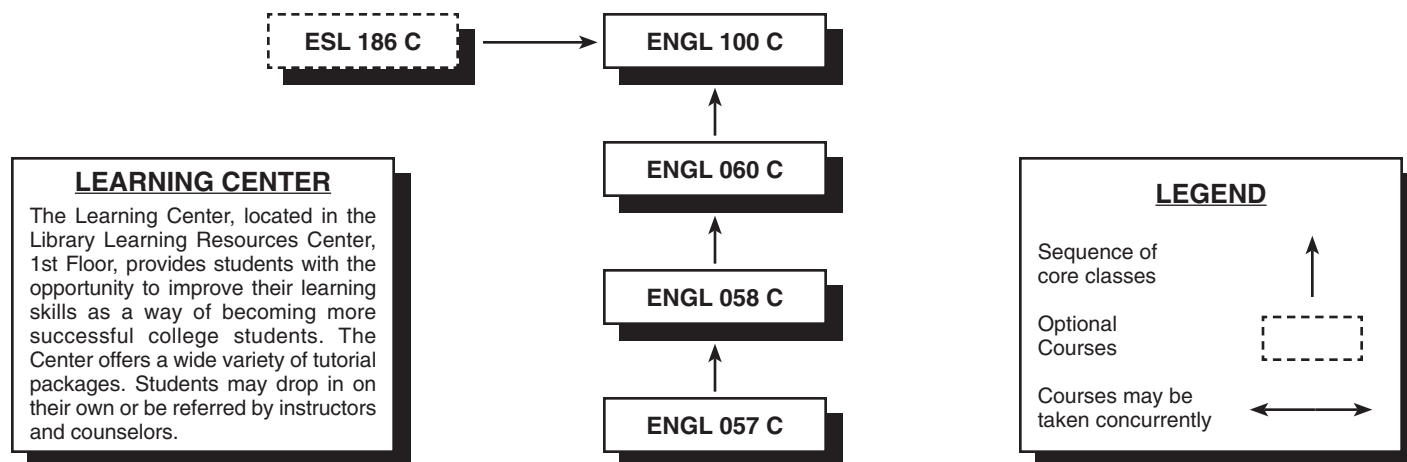 ESL 186 C
ENGL 100 C
ENGL 060 C
ENGL 058 C
ENGL 057 C
LEARNING CENTER
The Learning Center, located in the
Library Learning Resources Center,
1st Floor, provides students with the
opportunity to improve their learning
skills as a way of becoming more
successful college students. The
Center offers a wide variety of tutorial
packages. Students may drop in on
their own or be referred by instructors
and counselors.
LEGEND
Sequence of
core classes
Optional
Courses
Courses may be
taken concurrently